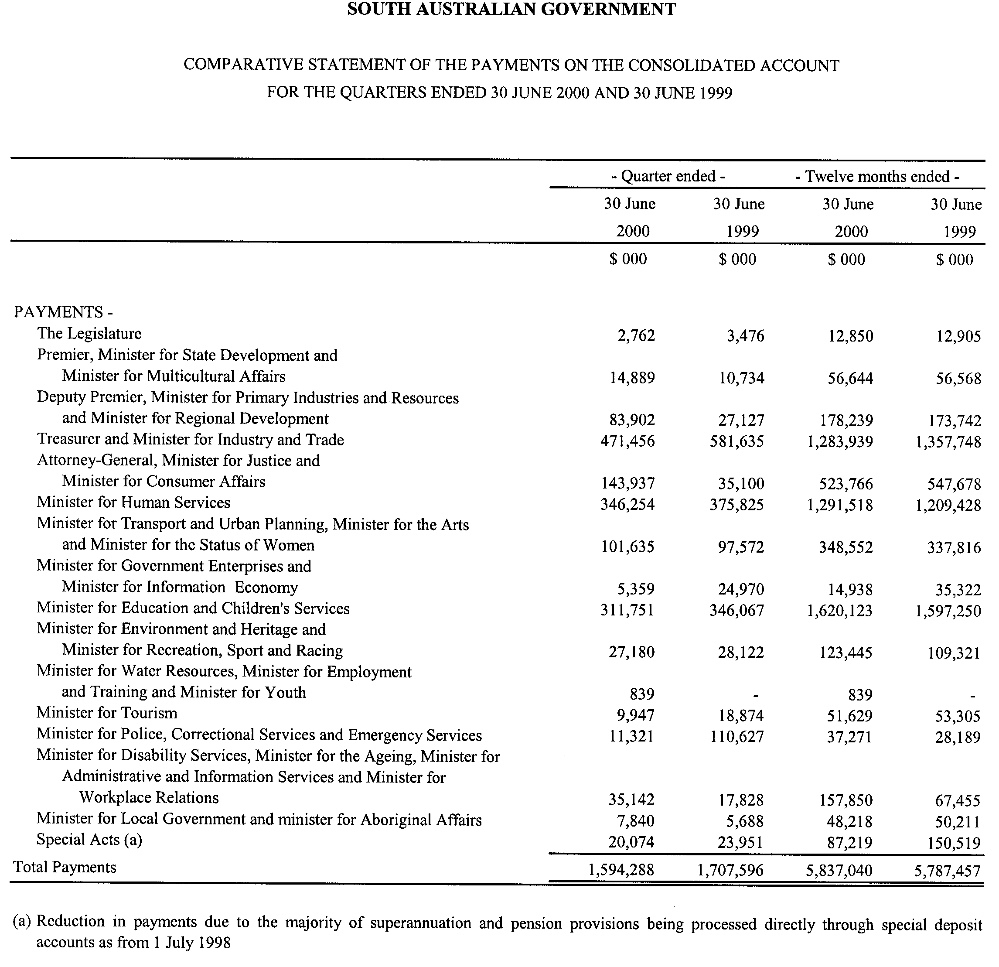 SOUTH AUSTRALIAN GOVERNMENT
COMPARATIVE STATEMENT OF THE PAYMENTS ON THE CONSOLIDATED ACCOUNT
FOR THE QUARTERS ENDED 30 JUNE 2000 AND 30 JUNE 1999
- Quarter ended - - Twelve months ended -
30 June 30 June 30 June 30 June
2000 1999 2000 1999
$ 000 $ 000 $ 000 $ 000
PAYMENTS -
The Legislature 2,762 3,476 12,850 12,905
Premier, Minister for State Development and
Minister for Multicultural Affairs 14,889 10,734 56,644 56,568
Deputy Premier, Minister for Primary Industries and Resources
and Minister for Regional Development 83,902 27,127 178,239 173,742
Treasurer and Minister for Industry and Trade 471,456 581,635 1,283,939 1,357,748
Attorney-General, Minister for Justice and
Minister for Consumer Affairs 143,937 35,100 523,766 547,678
Minister for Human Services 346,254 375,825 1,291,518 1,209,428
Minister for Transport and Urban Planning, Minister for the Arts
and Minister for the Status of Women 101,635 97,572 348,552 337,816
Minister for Government Enterprises and
Minister for Information Economy 5,359 24,970 14,938 35,322
Minister for Education and Children's Services 311,751 346,067 1,620,123 1,597,250
Minister for Environment and Heritage and
Minister for Recreation, Sport and Racing 27,180 28,122 123,445 109,321
Minister for Water Resources, Minister for Employment
and Training and Minister for Youth 839 - 839 -
Minister for Tourism 9,947 18,874 51,629 53,305
Minister for Police, Correctional Services and Emergency Services 11,321 110,627 37,271 28,189
Minister for Disability Services, Minister for the Ageing, Minister for
Administrative and Information Services and Minister for
Workplace Relations 35,142 17,828 157,850 67,455
Minister for Local Government and minister for Aboriginal Affairs 7,840 5,688 48,218 50,211
Special Acts (a) 20,074 23,951 87,219 150,519
Total Payments 1,594,288 1,707,596 5,837,040 5,787,457
(a) Reduction in payments due to the majority of superannuation and pension provisions being processed directly through special deposit
accounts as from 1 July 1998